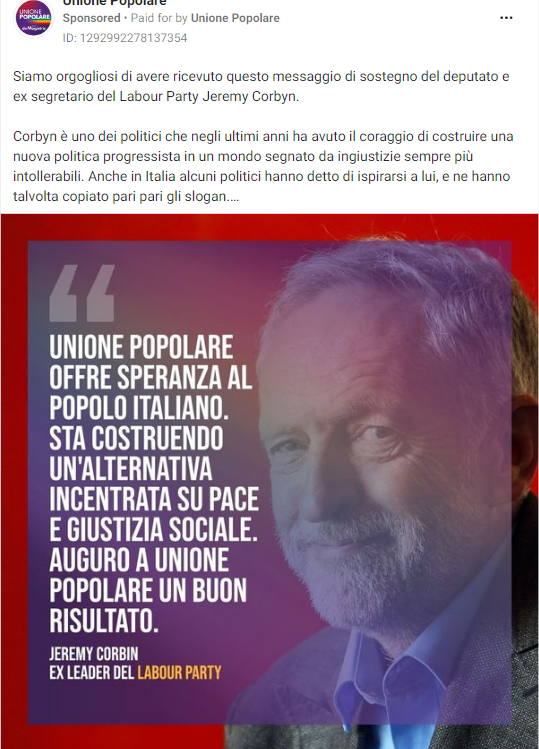 Unione Popolare
Sponsored • Paid for by Unione Popolare
ID: 1292992278137354
Siamo orgogliosi di avere ricevuto questo messaggio di sostegno del deputato e
ex segretario del Labour Party Jeremy Corbyn.
Corbyn è uno dei politici che negli ultimi anni ha avuto il coraggio di costruire una
nuova politica progressista in un mondo segnato da ingiustizie sempre più
intollerabili. Anche in Italia alcuni politici hanno detto di ispirarsi a lui, e ne hanno
talvolta copiato pari pari gli slogan....
UNIONE
POPOLARE
“
UNIONE POPOLARE
OFFRE SPERANZA AL
POPOLO ITALIANO.
STA COSTRUENDO
UN'ALTERNATIVA
INCENTRATA SU PACE
E GIUSTIZIA SOCIALE.
AUGURO A UNIONE
POPOLARE UN BUON
RISULTATO.
JEREMY CORBIN
EX LEADER DEL LABOUR PARTY